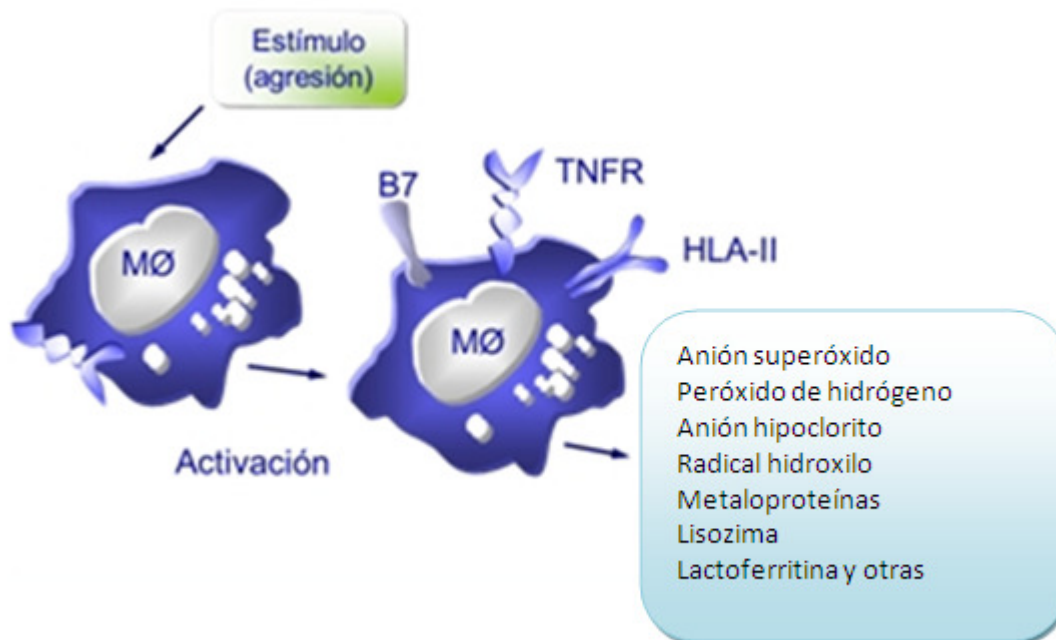 Estímulo
(agresión)
B7
TNFR
HLA-II
MØ
MØ
Activación
Anión superóxido
Peróxido de hidrógeno
Anión hipoclorito
Radical hidroxilo
Metaloproteínas
Lisozima
Lactoferritina y otras